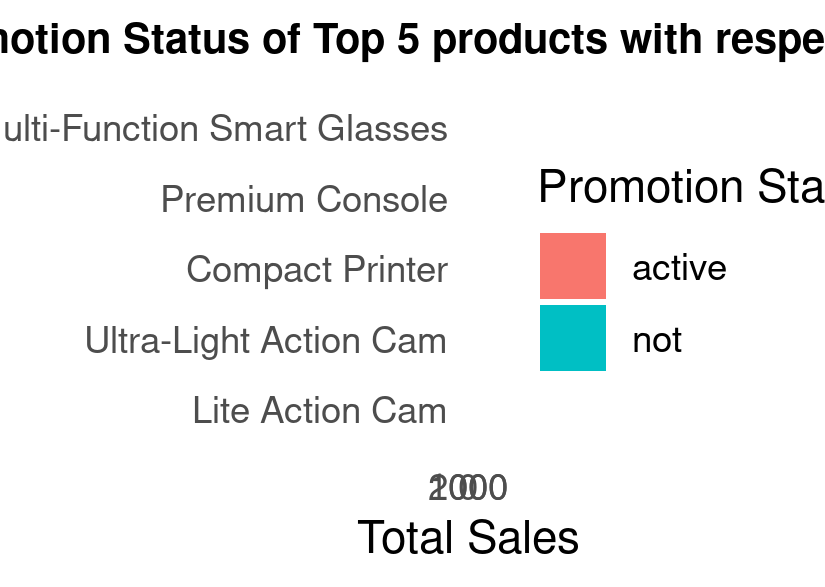 notion Status of Top 5 products with respe
ulti-Function Smart Glasses
Premium Console
Promotion Sta
Compact Printer
active
Ultra-Light Action Cam
not
Lite Action Cam
Total Sales